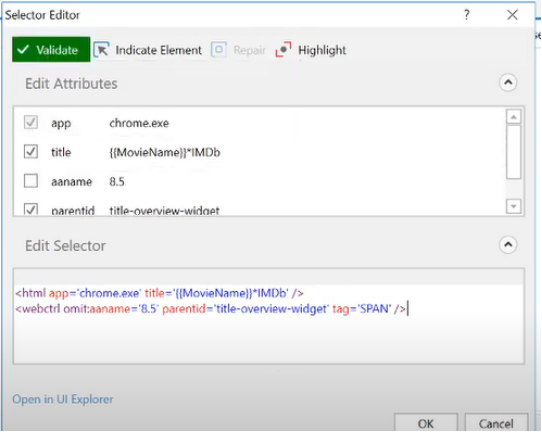 Selector Editor ?
Validate Indicate Element Repair Highlight
Edit Attributes
app chrome.exe
title {{MovieName}}*IMDb
aaname 8.5
parentid title-overview-widget
Edit Selector
<html app='chrome.exe' title='{{MovieName}}*IMDb' />
<webctrl omit:aaname='8.5' parentid='title-overview-widget' tag='SPAN' />
Open in UI Explorer
OK Cancel